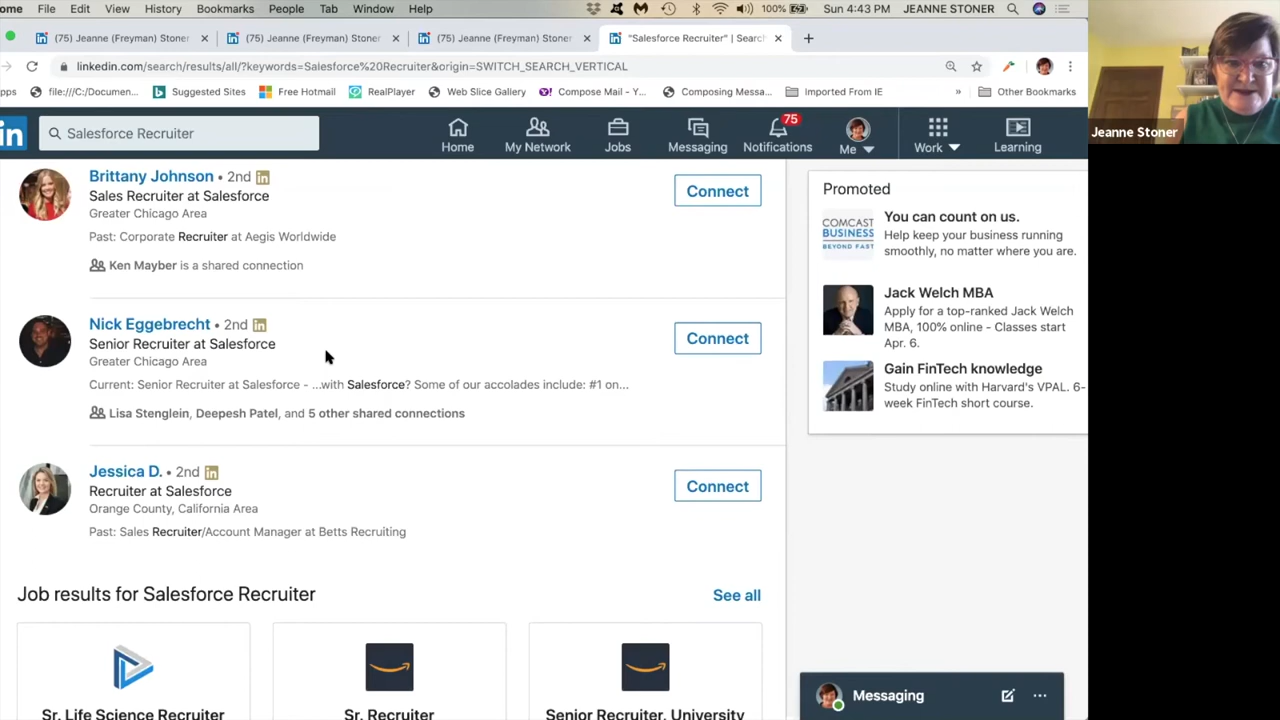 ome File Edit View History Bookmarks People Tab Window Help 100% Sun 4:43 PM JEANNE STONER
(75) Jeanne (Freyman) Stoner × (75) Jeanne (Freyman) Stoner × (75) Jeanne (Freyman) Stoner × "Salesforce Recruiter" | Search × +
linkedin.com/search/results/all/?keywords=Salesforce%20Recruiter&origin=SWITCH_SEARCH_VERTICAL
pps file:///C:/Documen... Suggested Sites Free Hotmail RealPlayer Web Slice Gallery Compose Mail - Y... Composing Messa... Imported From IE » Other Bookmarks
in Salesforce Recruiter Home My Network Jobs Messaging 75 Notifications Me Work Learning
Brittany Johnson • 2nd in
Sales Recruiter at Salesforce
Greater Chicago Area
Past: Corporate Recruiter at Aegis Worldwide
Ken Mayber is a shared connection
Connect
Nick Eggebrecht • 2nd in
Senior Recruiter at Salesforce
Greater Chicago Area
Current: Senior Recruiter at Salesforce - ...with Salesforce? Some of our accolades include: #1 on...
Lisa Stenglein, Deepesh Patel, and 5 other shared connections
Connect
Jessica D. • 2nd in
Recruiter at Salesforce
Orange County, California Area
Past: Sales Recruiter/Account Manager at Betts Recruiting
Connect
Job results for Salesforce Recruiter
See all
Sr. Life Science Recruiter
Sr. Recruiter
Senior Recruiter, University
Promoted
COMCAST
BUSINESS
BEYOND FAST
You can count on us.
Help keep your business running
smoothly, no matter where you are.
Jack Welch MBA
Apply for a top-ranked Jack Welch
MBA, 100% online - Classes start
Apr. 6.
Gain FinTech knowledge
Study online with Harvard's VPAL. 6-
week FinTech short course.
Messaging
Jeanne Stoner